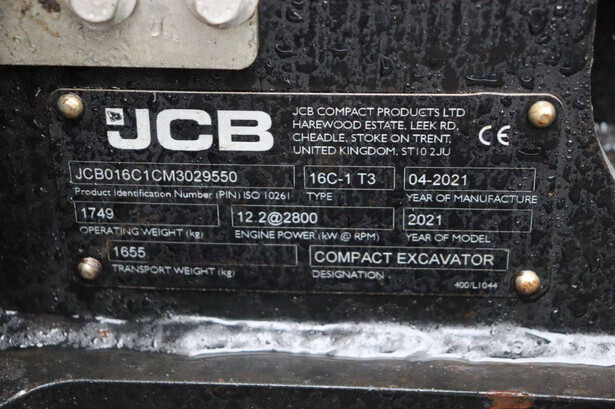 JCB
JCB COMPACT PRODUCTS LTD
HAREWOOD ESTATE, LEEK RD,
CHEADLE, STOKE ON TRENT,
UNITED KINGDOM, ST10 2JU
CE
JCB016C1CM3029550 16C-1 T3 04-2021
Product Identification Number (PIN) ISO 10261 TYPE YEAR OF MANUFACTURE
1749 12.2@2800 2021
OPERATING WEIGHT (kg) ENGINE POWER (kW @ RPM) YEAR OF MODEL
1655 COMPACT EXCAVATOR
TRANSPORT WEIGHT (kg) DESIGNATION
400/L1044